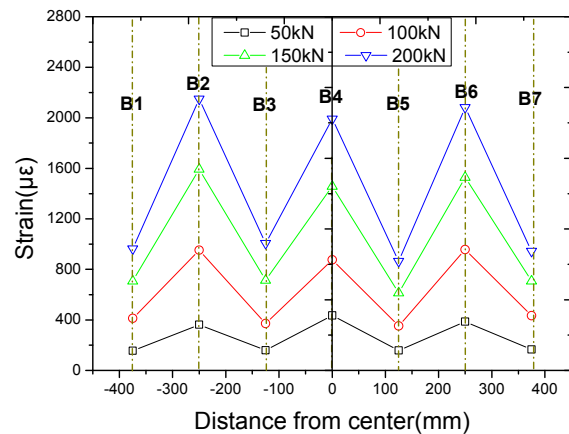 2800
2400
2000
1600
1200
800
400
0
Strain(με)
50kN 100kN
150kN 200kN
B1 B2 B3 B4 B5 B6 B7
-400 -300 -200 -100 0 100 200 300 400
Distance from center(mm)